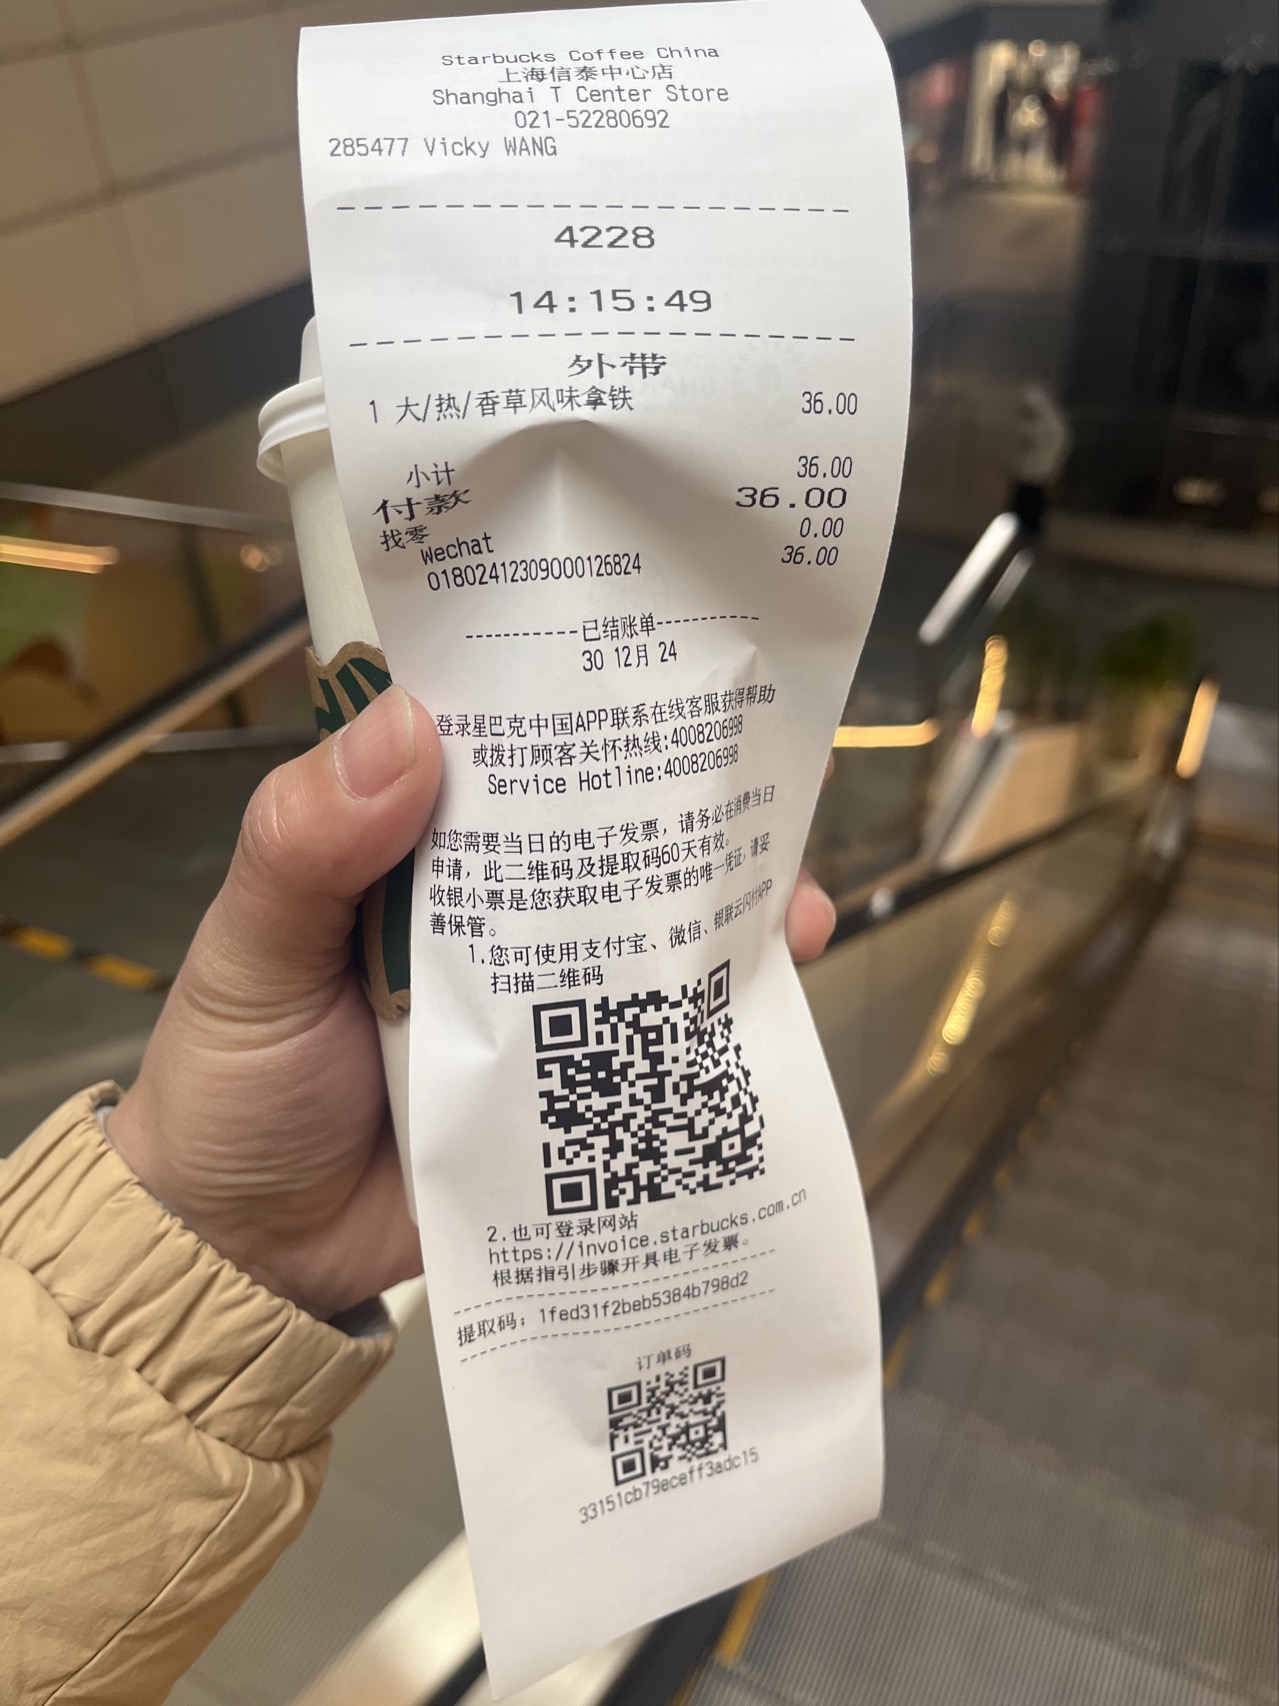 Starbucks Coffee China
上海信泰中心店
Shanghai T Center Store
021-52280692
285477 Vicky WANG
4228
14:15:49
外带
1 大/热/香草风味拿铁 36.00
小计 36.00
付款 36.00
找零 0.00
Wechat 36.00
01802412309000126824
-----------已结账单-----------
30 12月 24
登录星巴克中国APP联系在线客服获得帮助
或拨打顾客关怀热线:4008206998
Service Hotline:4008206998
如您需要当日的电子发票，请务必在消费当日
申请，此二维码及提取码60天有效。
收银小票是您获取电子发票的唯一凭证，请妥
善保管。
1.您可使用支付宝、微信、银联云闪付APP
扫描二维码
2.也可登录网站
https://invoice.starbucks.com.cn
根据指引步骤开具电子发票。
提取码：1fed31f2beb5384b798d2
订单码
33151cb79eceff3adc15